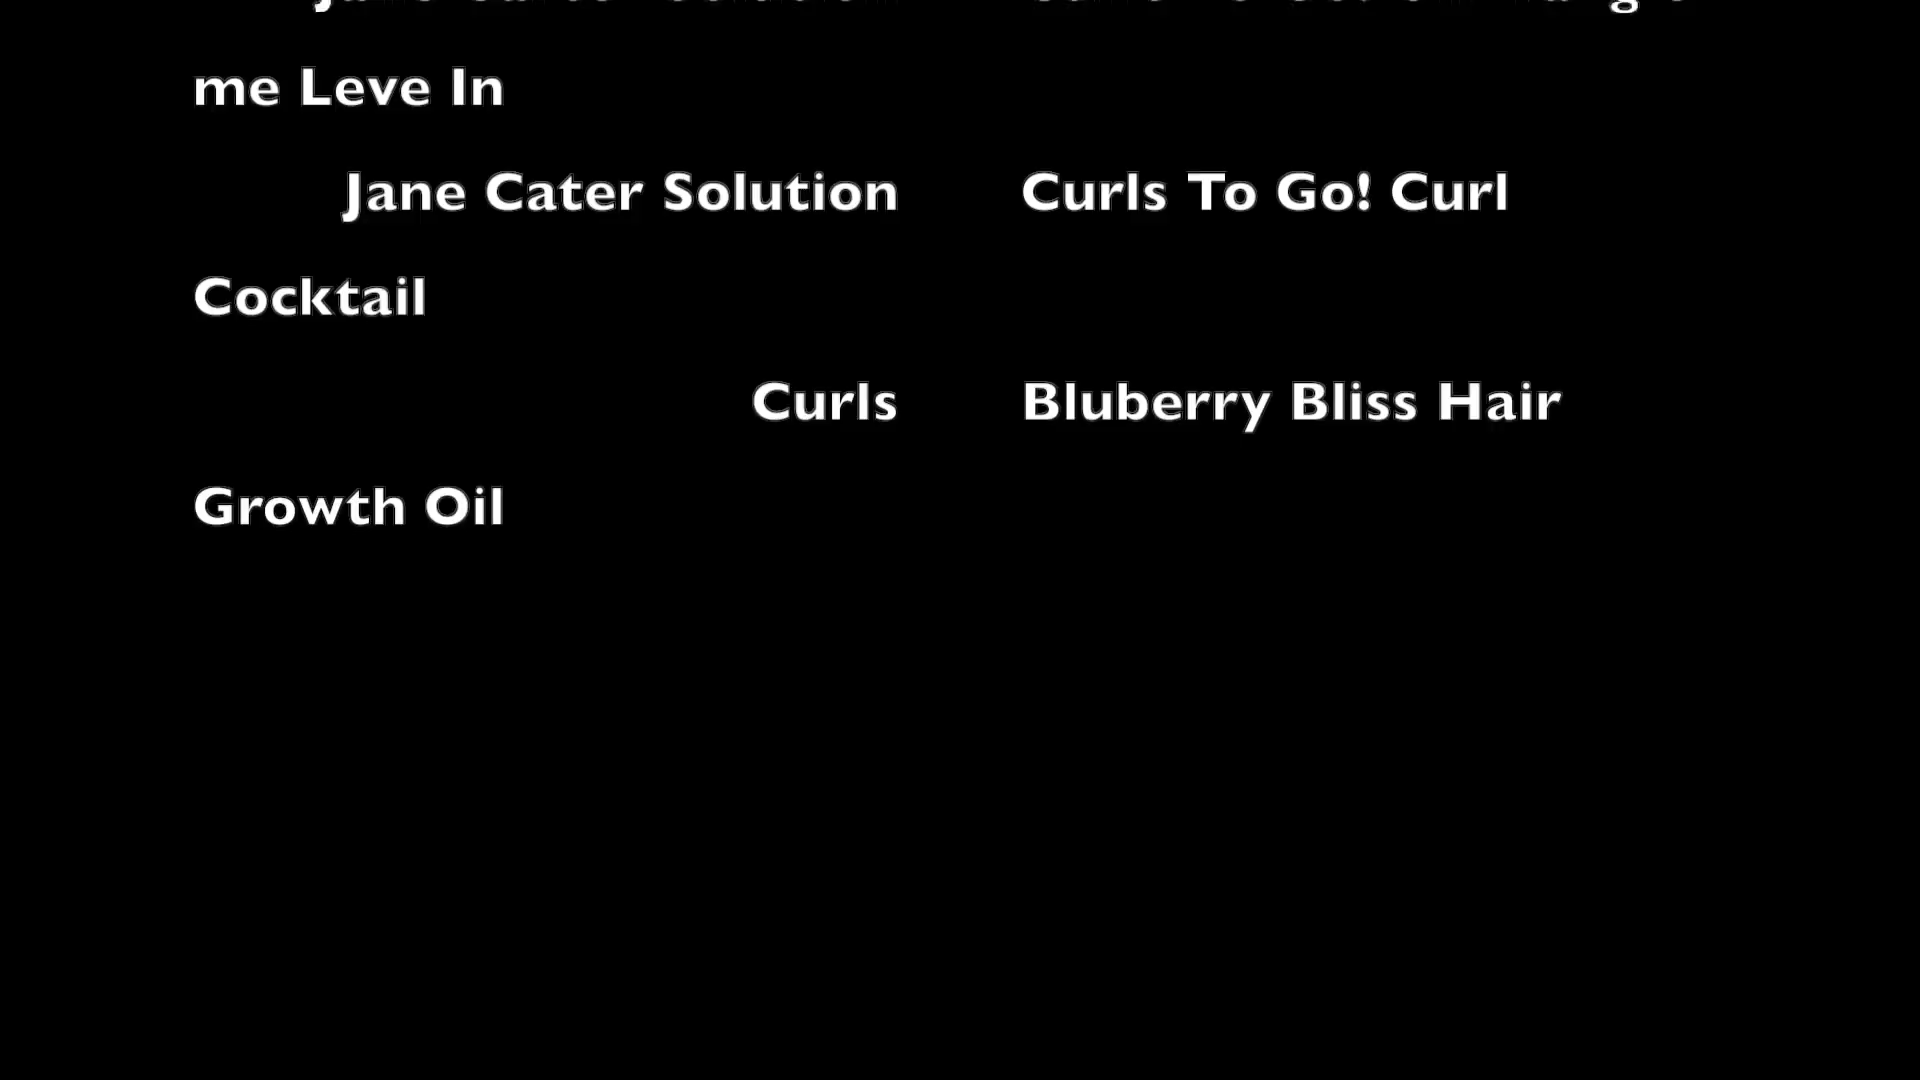 me Leve In
Jane Cater Solution Curls To Go! Curl
Cocktail
Curls Bluberry Bliss Hair
Growth Oil